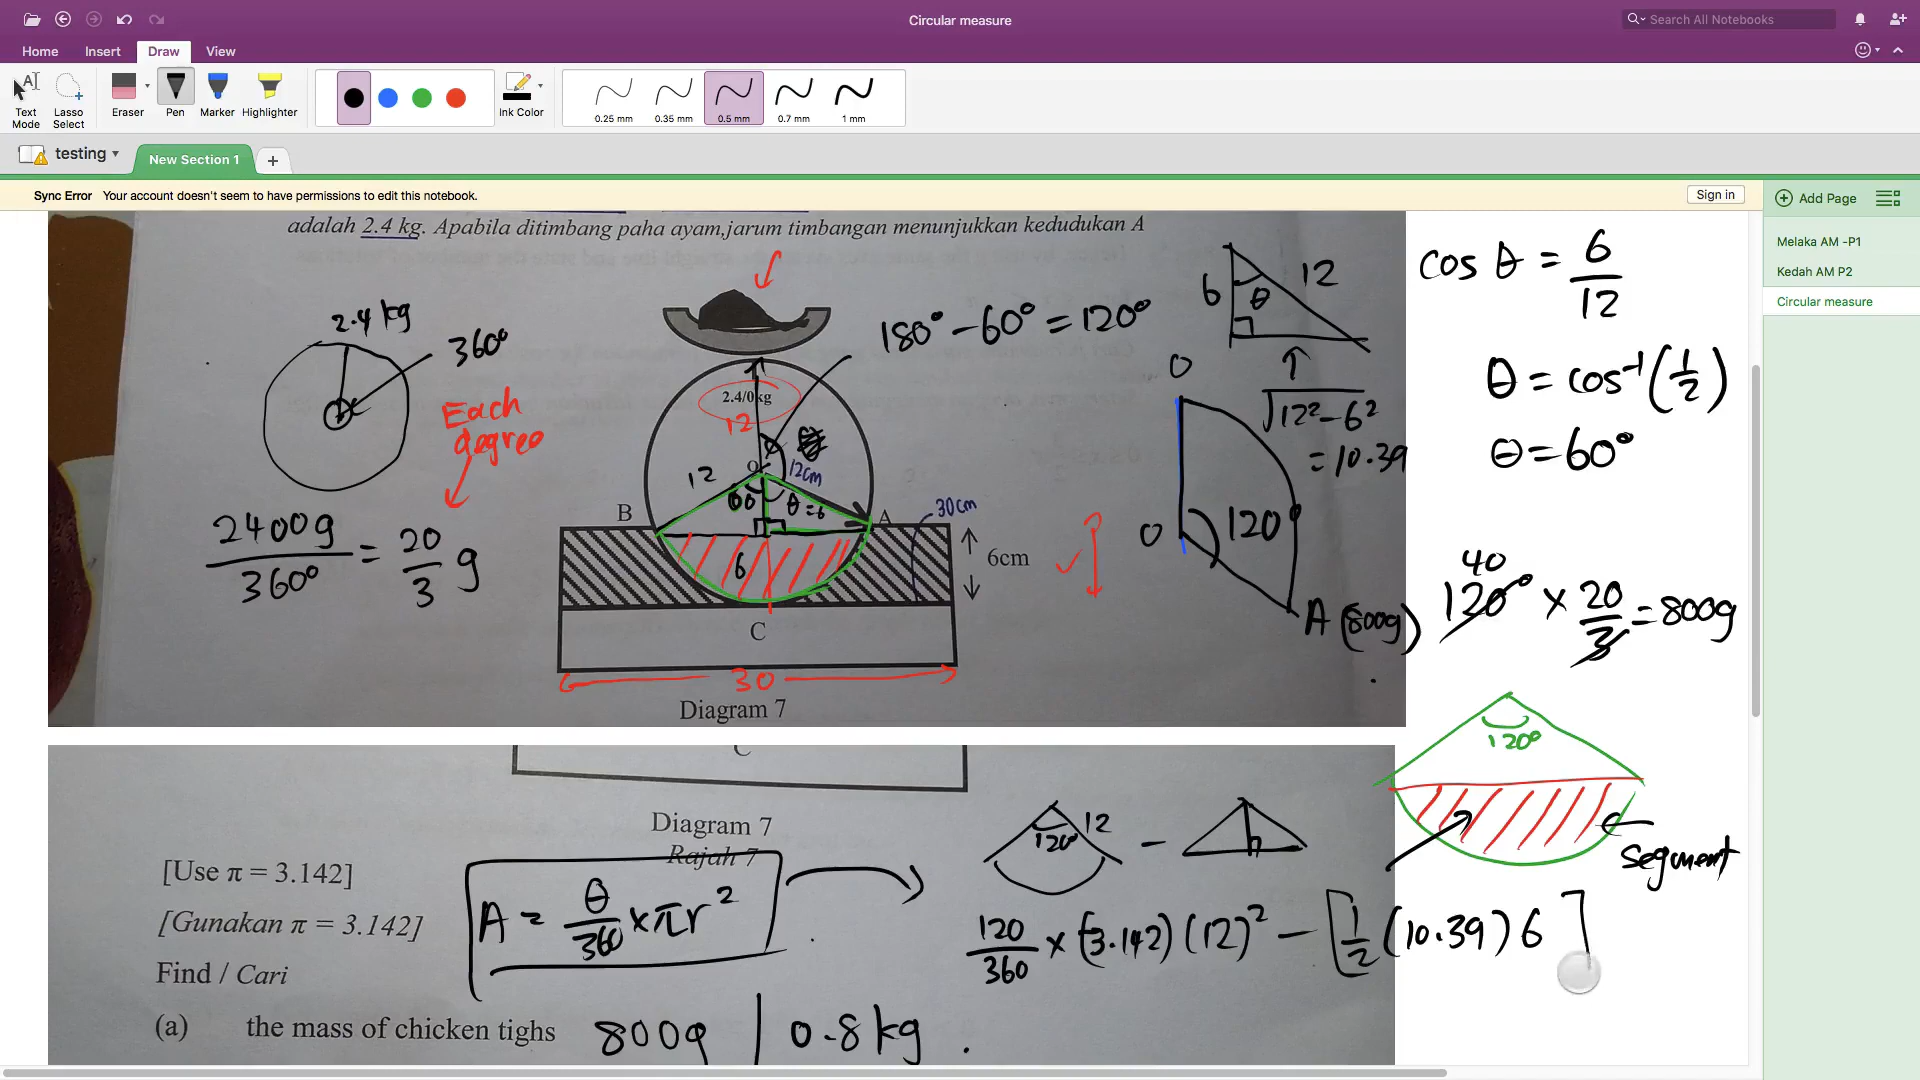 Circular measure
Search All Notebooks
Home Insert Draw View
Text Mode
Lasso Select
Eraser
Pen
Marker
Highlighter
Ink Color
0.25 mm
0.35 mm
0.5 mm
0.7 mm
1 mm
testing
New Section 1
Sync Error Your account doesn't seem to have permissions to edit this notebook.
Sign in
Add Page
Melaka AM -P1
Kedah AM P2
Circular measure
adalah 2.4 kg. Apabila ditimbang paha ayam,jarum timbangan menunjukkan kedudukan A
2.4 kg
360°
Each degree
2400g / 360° = 20/3 g
180° - 60° = 120°
2.4/0 kg
12
O
12
12cm
60
θ=6
B
A
30cm
6cm
6
C
30
Diagram 7
6
θ
12
√12² - 6²
= 10.39
O
O
120°
A (800g)
cos θ = 6/12
θ = cos⁻¹(1/2)
θ = 60°
40
120° × 20/3 = 800g
120°
segment
C
Diagram 7
Rajah 7
[Use π = 3.142]
[Gunakan π = 3.142]
A = θ/360 × πr²
120° 12 -
120/360 × (3.142)(12)² - [1/2 (10.39) 6]
Find / Cari
(a) the mass of chicken tighs 800g | 0.8 kg .